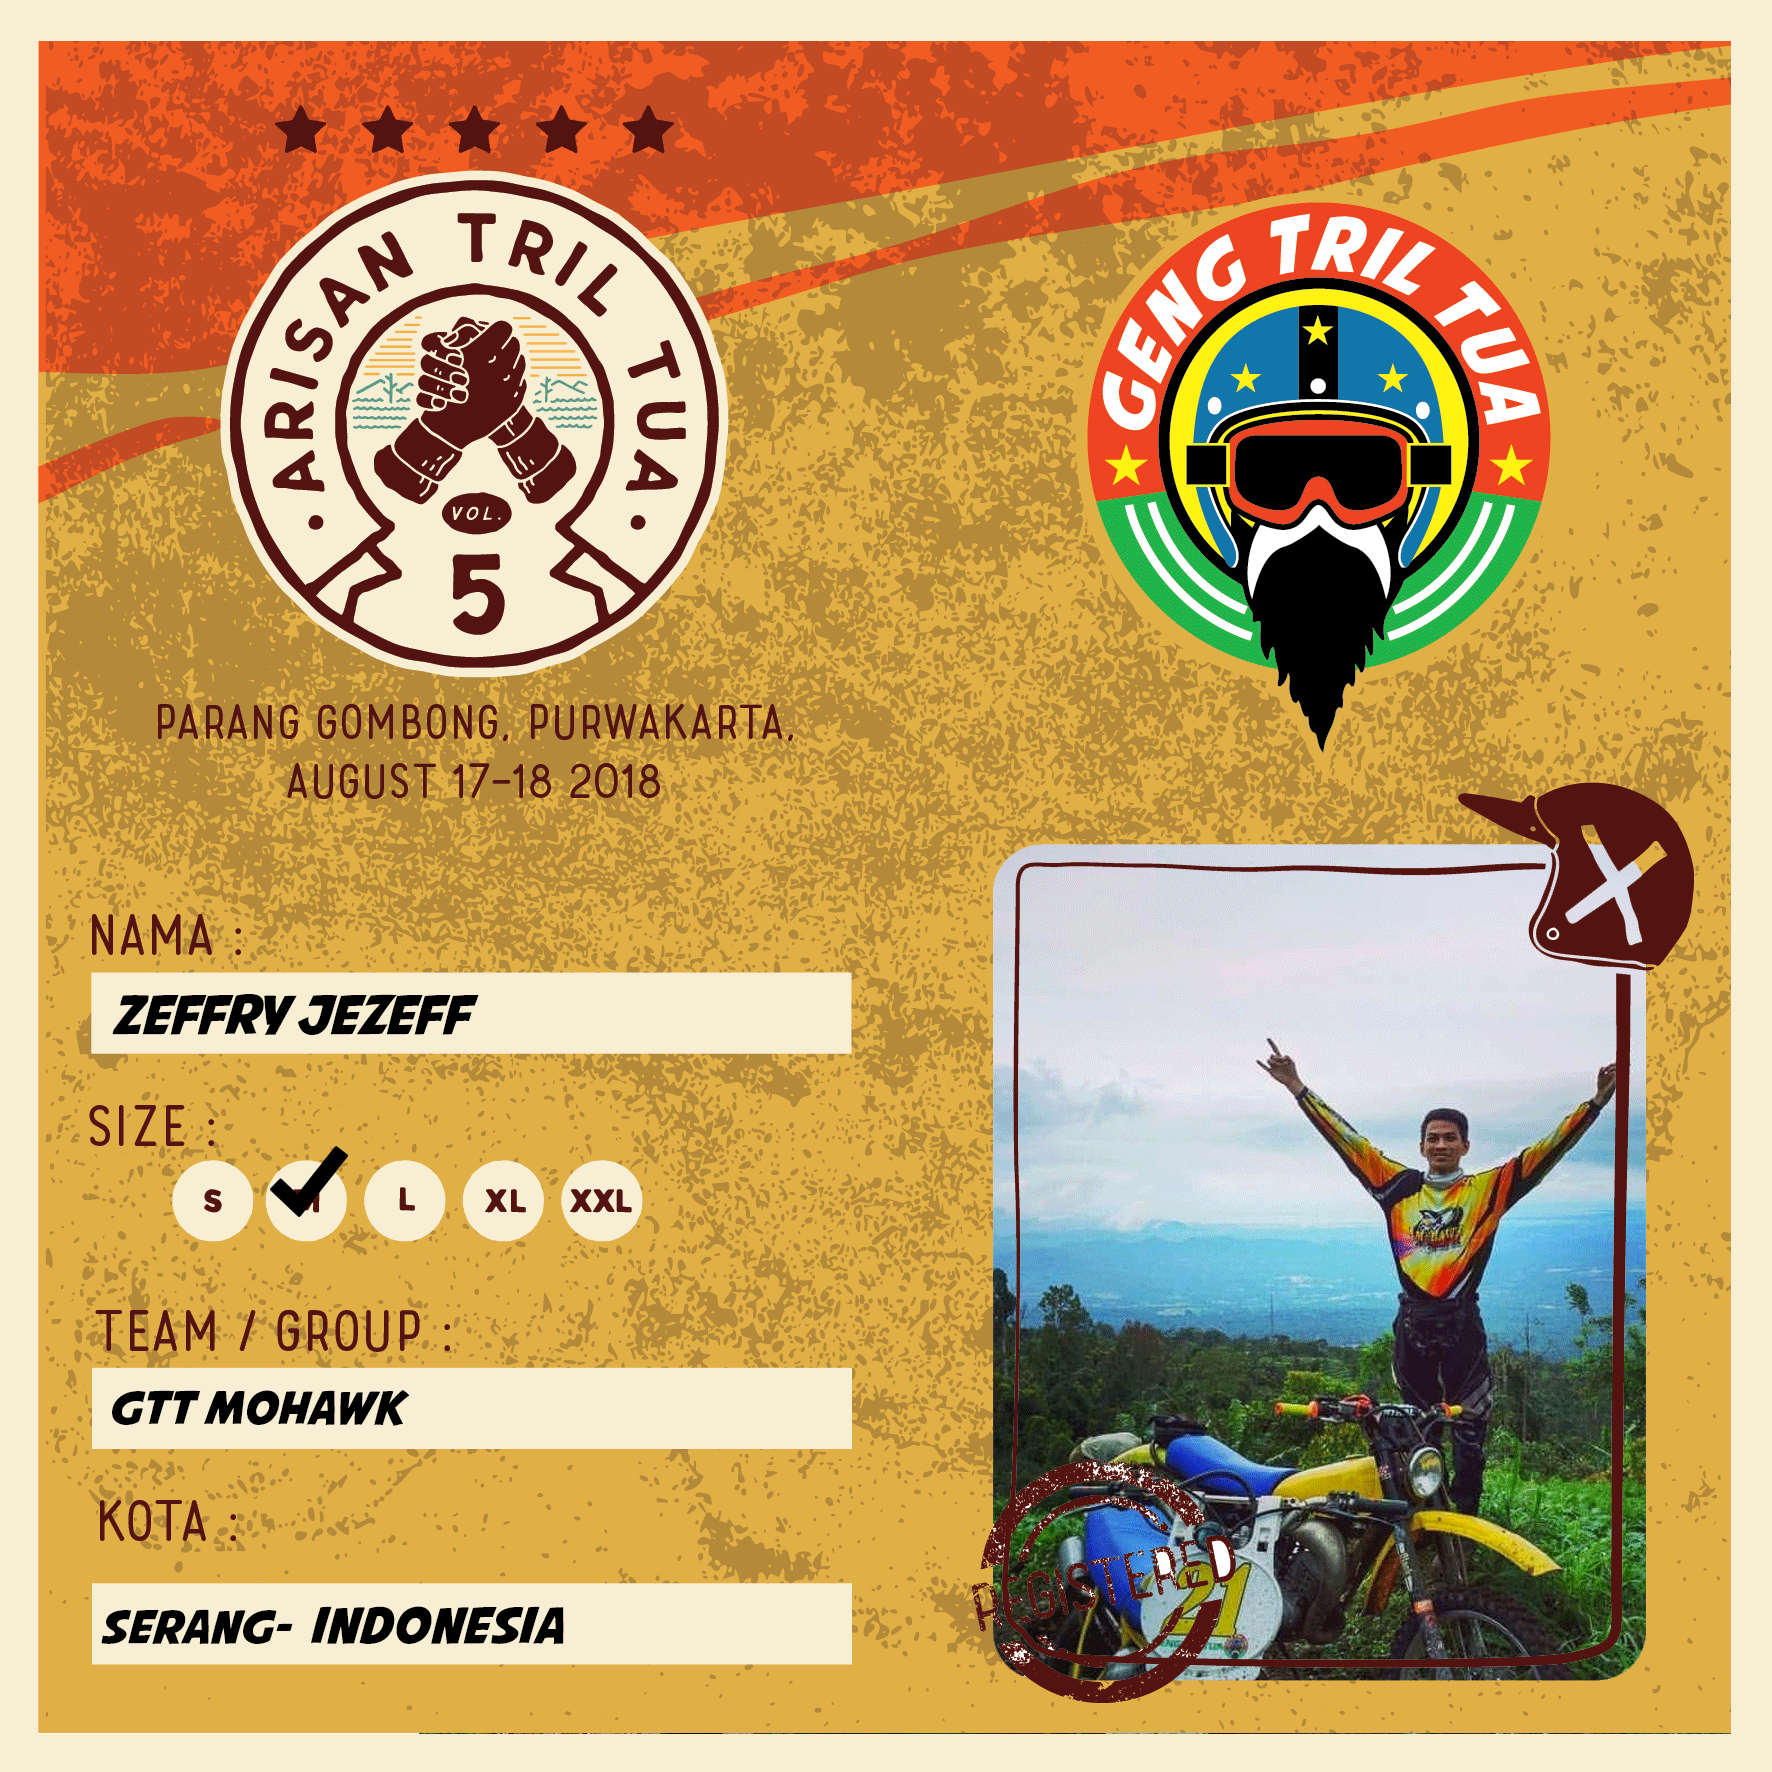 ARISAN TRIL TUA
VOL.
5
GENG TRIL TUA
PARANG GOMBONG, PURWAKARTA,
AUGUST 17-18 2018
NAMA :
ZEFFRY JEZEFF
SIZE :
S
L
XL
XXL
TEAM / GROUP :
GTT MOHAWK
KOTA :
SERANG- INDONESIA
REGISTERED
21